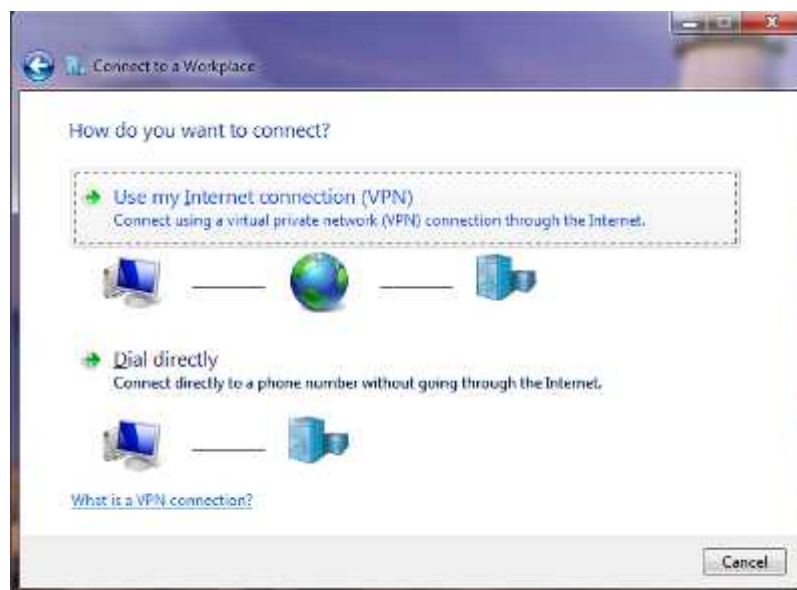 Connect to a Workplace
How do you want to connect?
Use my Internet connection (VPN)
Connect using a virtual private network (VPN) connection through the Internet.
Dial directly
Connect directly to a phone number without going through the Internet.
What is a VPN connection?
Cancel